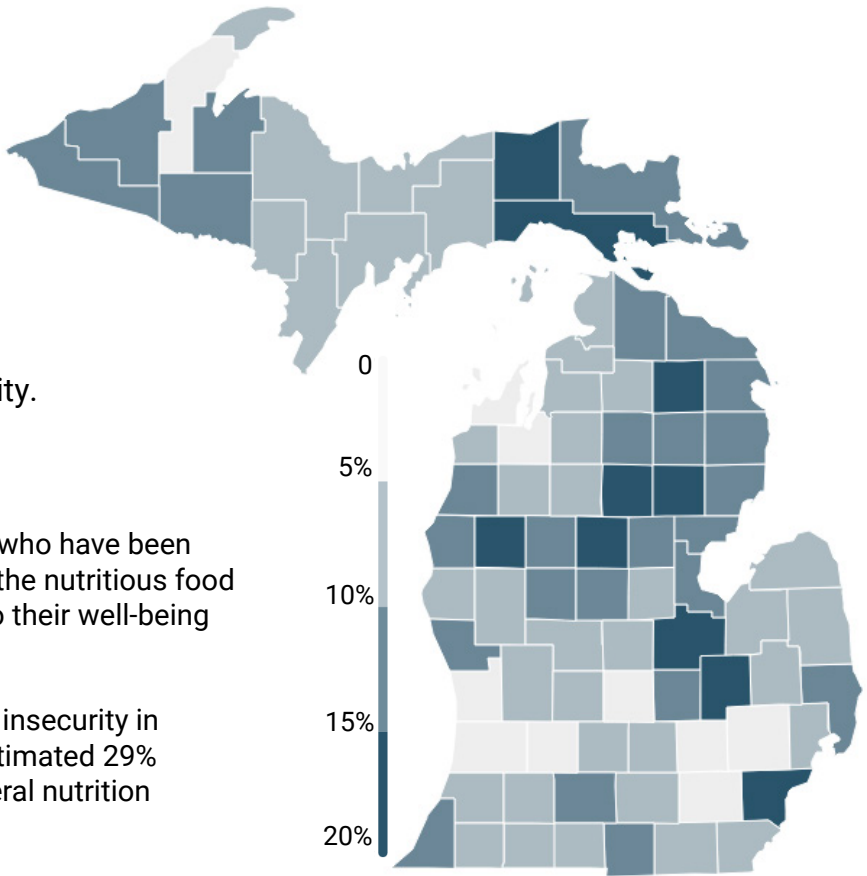 ity.
who have been
the nutritious food
o their well-being
insecurity in
timated 29%
eral nutrition
0
5%
10%
15%
20%